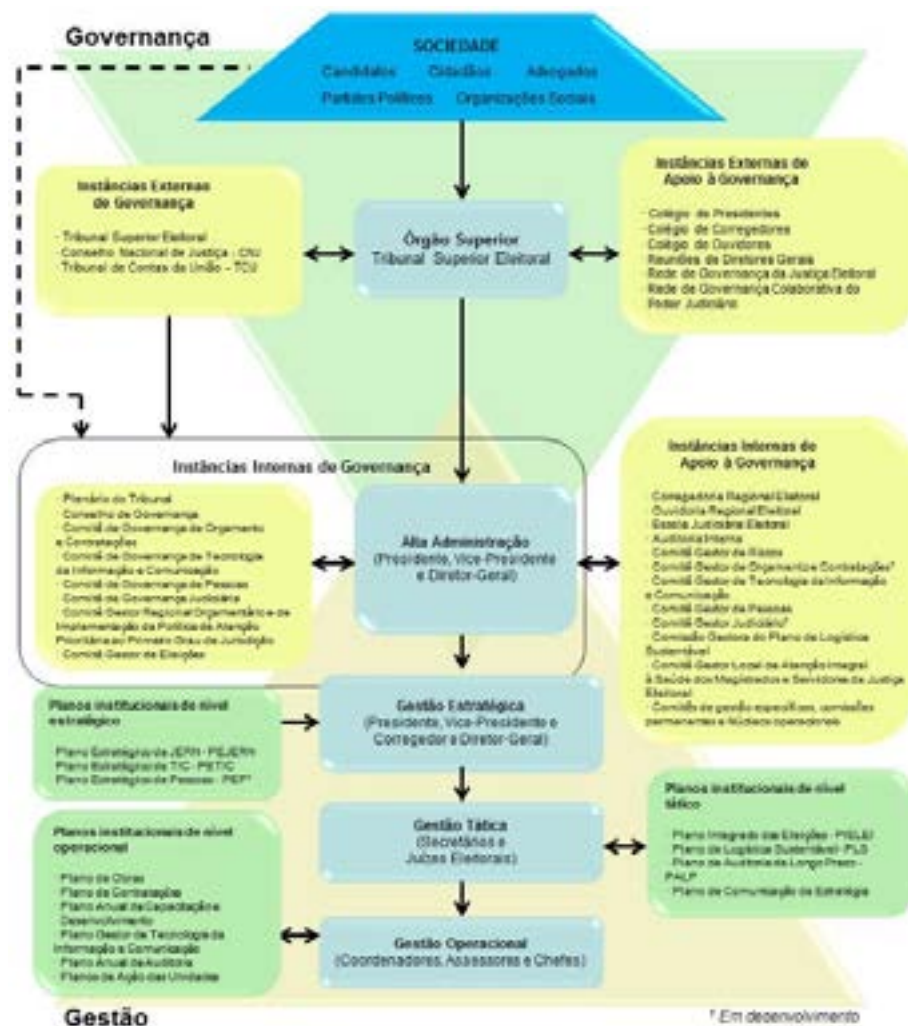 Governança
SOCIEDADE
Candidatos Cidadãos Advogados
Partidos Políticos Organizações Sociais
Instâncias Externas
de Governança
- Tribunal Superior Eleitoral
- Conselho Nacional de Justiça - CNJ
- Tribunal de Contas da União – TCU
Órgão Superior
Tribunal Superior Eleitoral
Instâncias Externas de
Apoio à Governança
- Colégio de Presidentes
- Colégio de Corregedores
- Colégio de Ouvidores
- Reuniões de Diretores Gerais
- Rede de Governança da Justiça Eleitoral
- Rede de Governança Colaborativa do
Poder Judiciário
Instâncias Internas de Governança
- Plenário do Tribunal
- Conselho de Governança
- Comitê de Governança de Orçamento
e Contratações
- Comitê de Governança de Tecnologia
da Informação e Comunicação
- Comitê de Governança de Pessoas
- Comitê de Governança Judiciária
- Comitê Gestor Regional Orçamentário e de
Implementação da Política de Atenção
Prioritária ao Primeiro Grau de Jurisdição
- Comitê Gestor de Eleições
Alta Administração
(Presidente, Vice-Presidente
e Diretor-Geral)
Instâncias Internas de
Apoio à Governança
- Corregedoria Regional Eleitoral
- Ouvidoria Regional Eleitoral
- Escola Judiciária Eleitoral
- Auditoria Interna
- Comitê Gestor de Riscos
- Comitê Gestor de Orçamento e Contratações*
- Comitê Gestor de Tecnologia da Informação
e Comunicação
- Comitê Gestor de Pessoas
- Comitê Gestor Judiciário*
- Comissão Gestora do Plano de Logística
Sustentável
- Comitê Gestor Local de Atenção Integral
à Saúde dos Magistrados e Servidores da Justiça
Eleitoral
- Comitês de gestão específicos, comissões
permanentes e Núcleos operacionais
Planos institucionais de nível
estratégico
- Plano Estratégico da JERN - PEJERN
- Plano Estratégico de TIC - PETIC
- Plano Estratégico de Pessoas - PEP*
Gestão Estratégica
(Presidente, Vice-Presidente e
Corregedor e Diretor-Geral)
Gestão Tática
(Secretários e
Juízes Eleitorais)
Planos institucionais de nível
tático
- Plano Integrado das Eleições - PIELEI
- Plano de Logística Sustentável- PLS
- Plano de Auditoria de Longo Prazo -
PALP
- Plano de Comunicação da Estratégia
Planos institucionais de nível
operacional
- Plano de Obras
- Plano de Contratações
- Plano Anual de Capacitação e
Desenvolvimento
- Plano Gestor de Tecnologia da
Informação e Comunicação
- Plano Anual de Auditoria
- Planos de Ação das Unidades
Gestão Operacional
(Coordenadores, Assessores e Chefes)
Gestão
* Em desenvolvimento